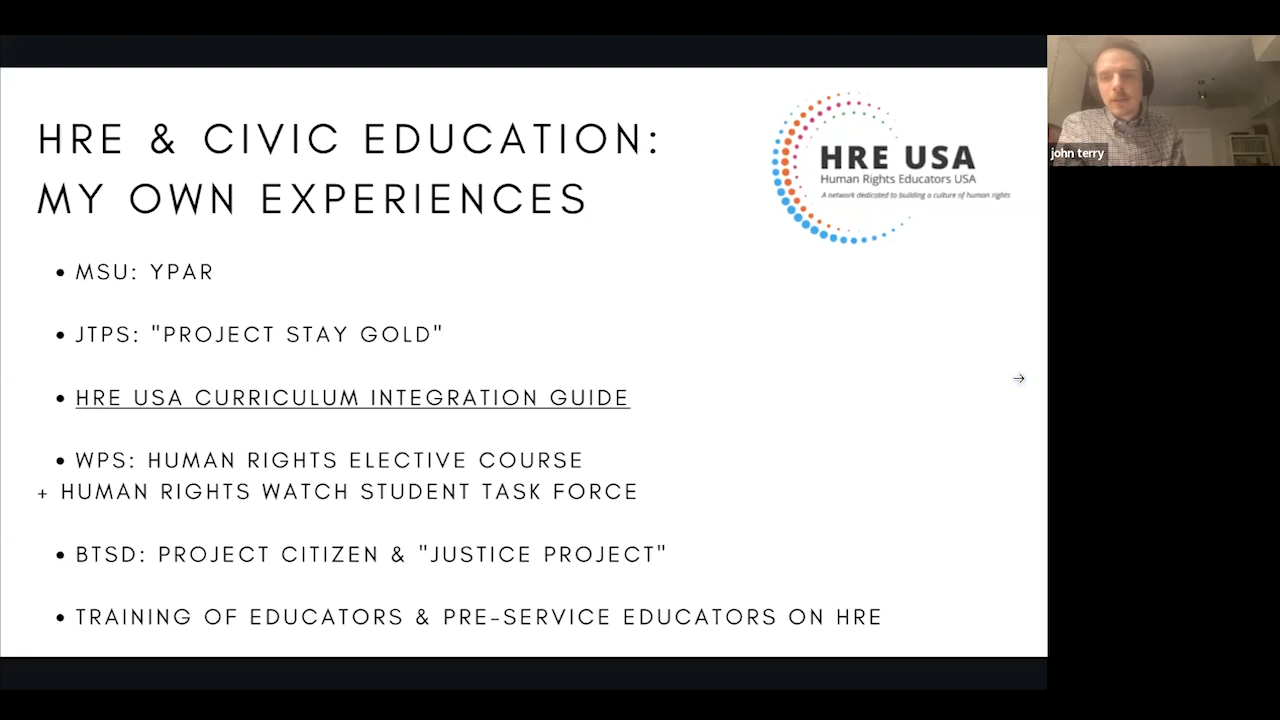 HRE & CIVIC EDUCATION:
MY OWN EXPERIENCES
HRE USA
Human Rights Educators USA
A network dedicated to building a culture of human rights
john terry
• MSU: YPAR
• JTPS: "PROJECT STAY GOLD"
• HRE USA CURRICULUM INTEGRATION GUIDE
• WPS: HUMAN RIGHTS ELECTIVE COURSE
+ HUMAN RIGHTS WATCH STUDENT TASK FORCE
• BTSD: PROJECT CITIZEN & "JUSTICE PROJECT"
• TRAINING OF EDUCATORS & PRE-SERVICE EDUCATORS ON HRE